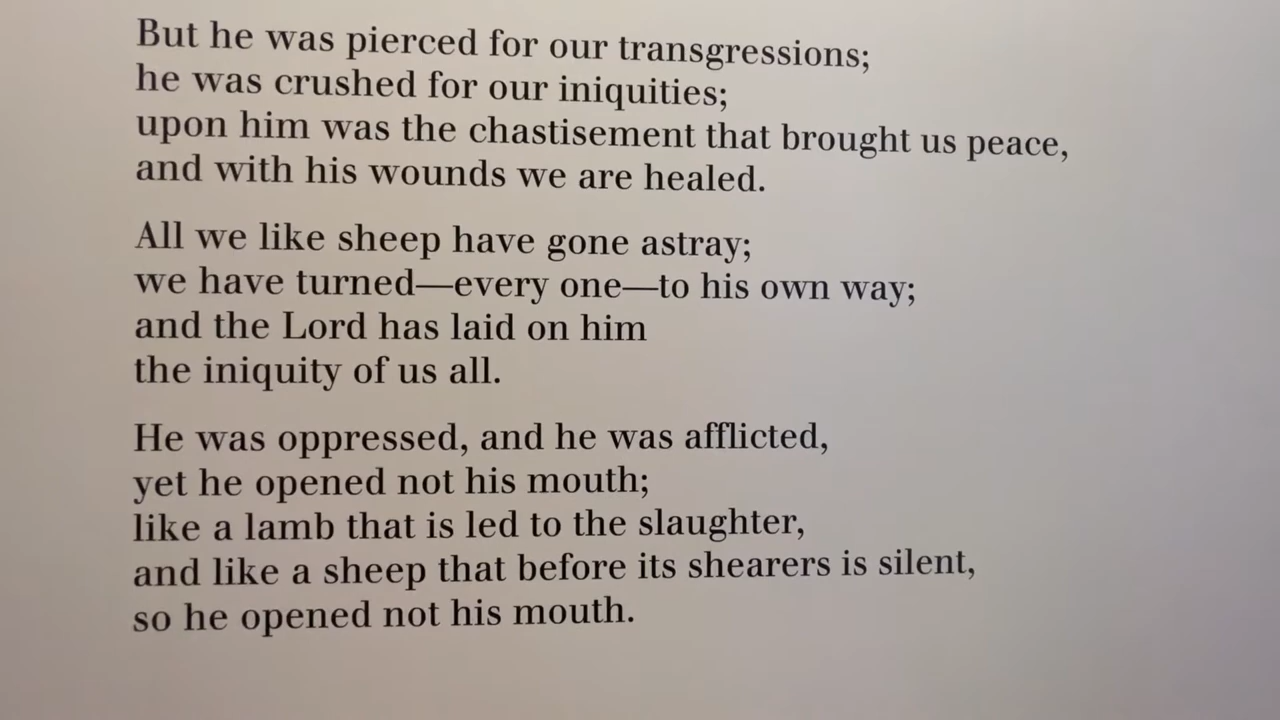 But he was pierced for our transgressions;
he was crushed for our iniquities;
upon him was the chastisement that brought us peace,
and with his wounds we are healed.
All we like sheep have gone astray;
we have turned—every one—to his own way;
and the Lord has laid on him
the iniquity of us all.
He was oppressed, and he was afflicted,
yet he opened not his mouth;
like a lamb that is led to the slaughter,
and like a sheep that before its shearers is silent,
so he opened not his mouth.